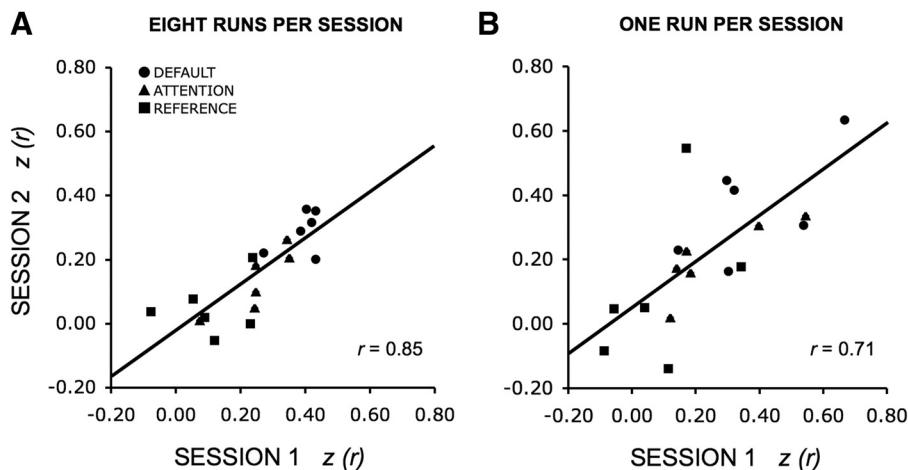 A EIGHT RUNS PER SESSION
0.80
0.60
0.40
0.20
0.00
-0.20
SESSION 2 z (r)
DEFAULT
ATTENTION
REFERENCE
r = 0.85
-0.20 0.00 0.20 0.40 0.60 0.80
SESSION 1 z (r)
B ONE RUN PER SESSION
0.80
0.60
0.40
0.20
0.00
-0.20
r = 0.71
-0.20 0.00 0.20 0.40 0.60 0.80
SESSION 1 z (r)